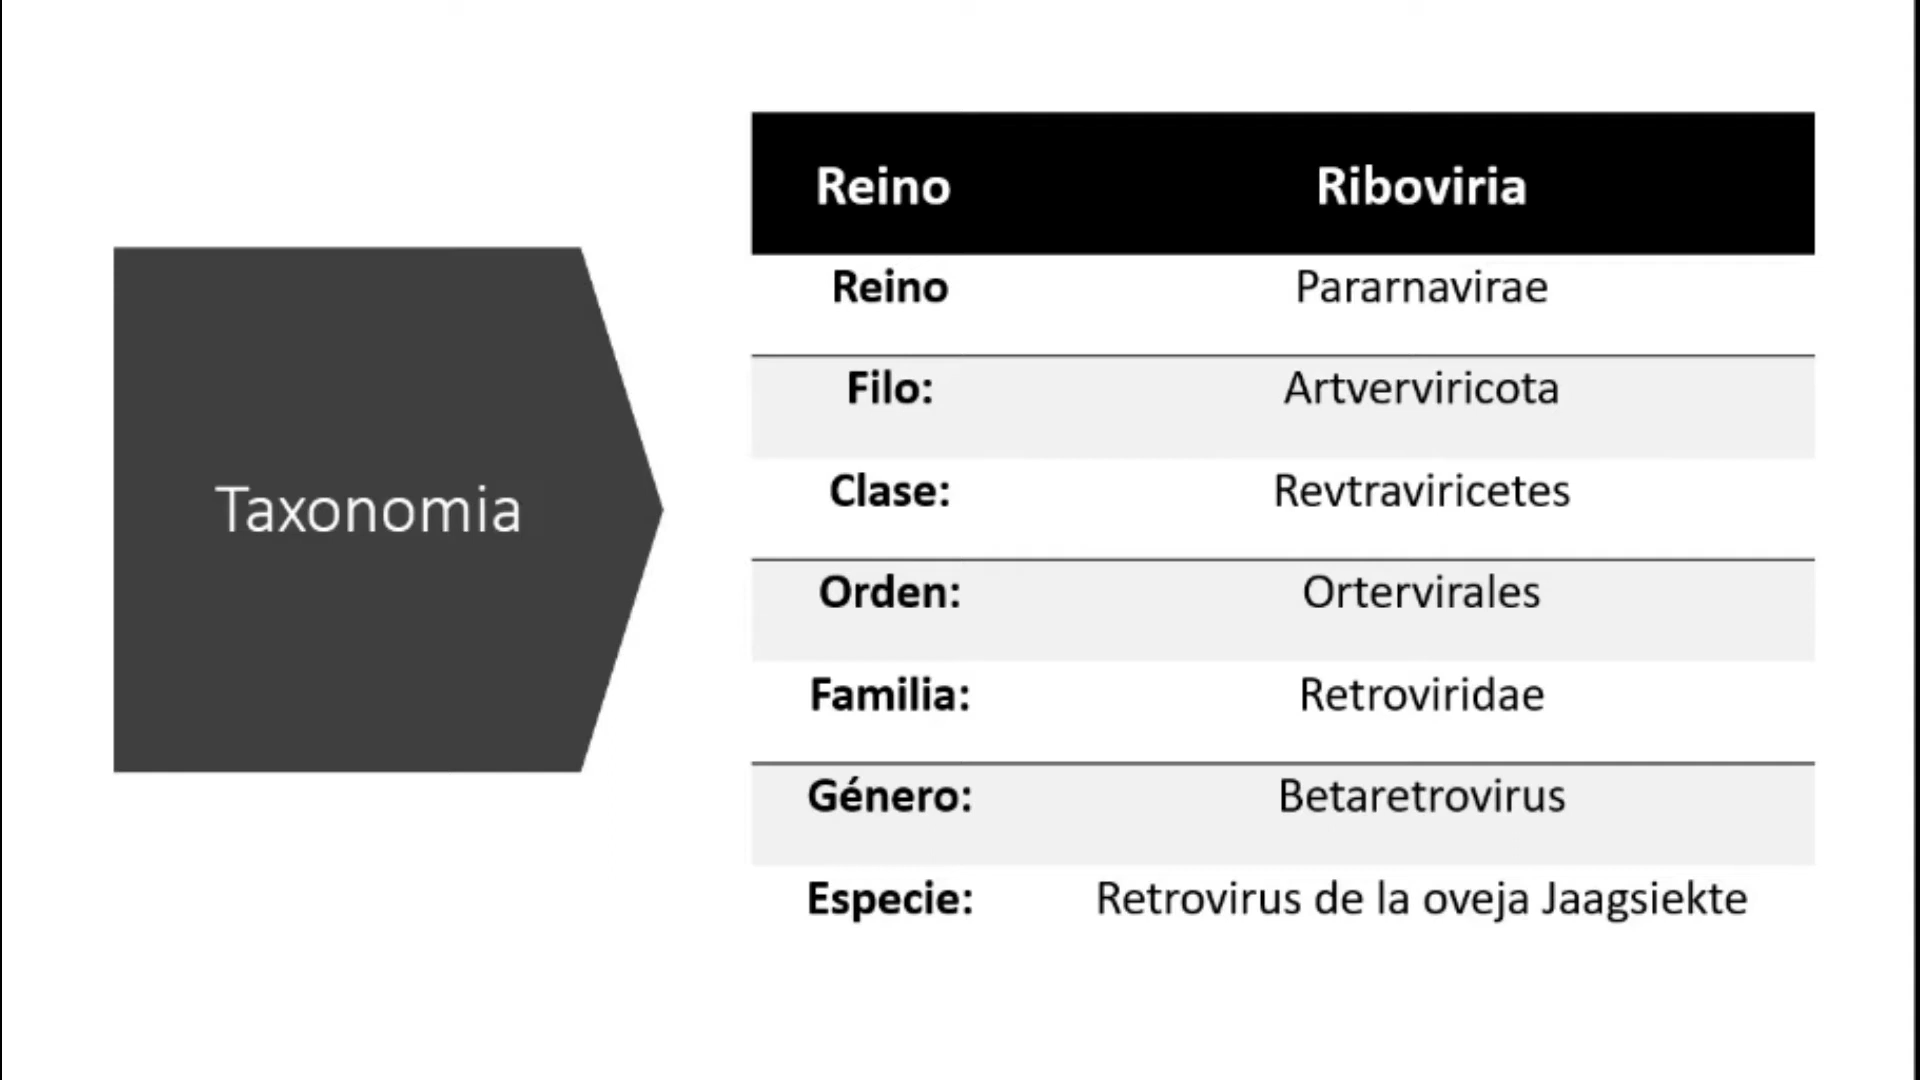 Taxonomia
Reino Riboviria
Reino Pararnavirae
Filo: Artverviricota
Clase: Revtraviricetes
Orden: Ortervirales
Familia: Retroviridae
Género: Betaretrovirus
Especie: Retrovirus de la oveja Jaagsiekte